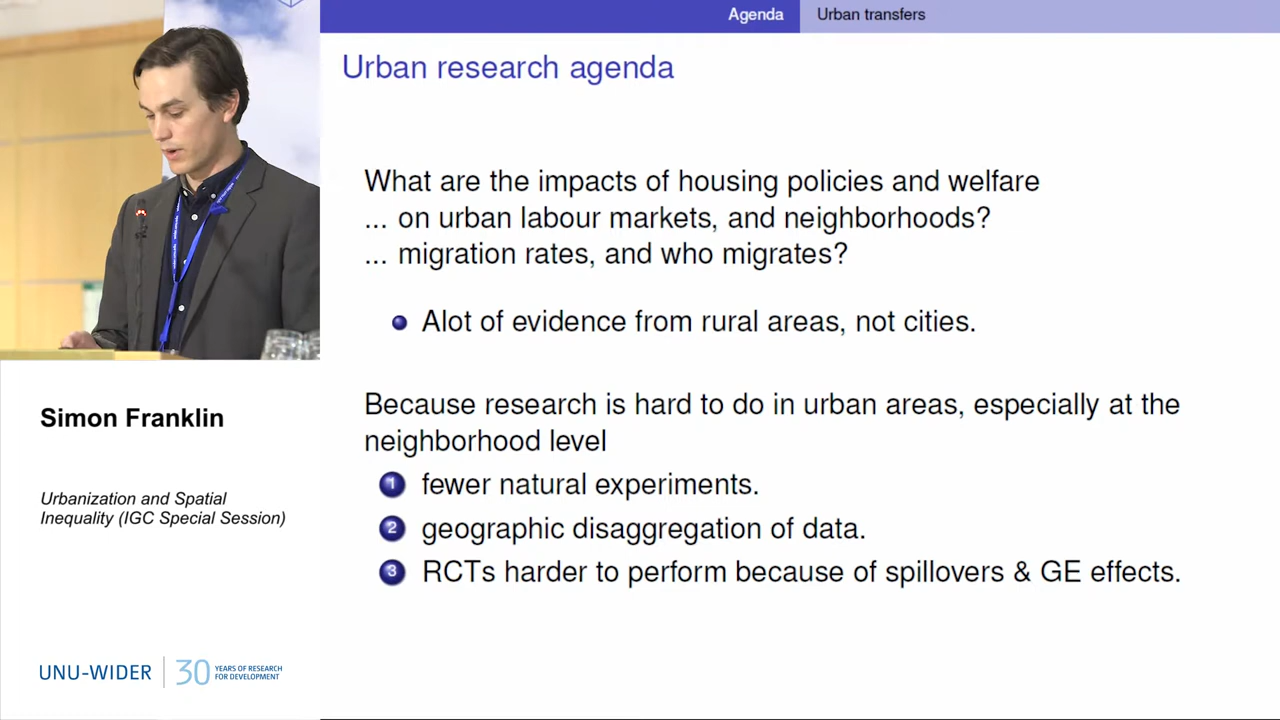 Agenda
Urban transfers
Urban research agenda
What are the impacts of housing policies and welfare
... on urban labour markets, and neighborhoods?
... migration rates, and who migrates?
Alot of evidence from rural areas, not cities.
Because research is hard to do in urban areas, especially at the
neighborhood level
1 fewer natural experiments.
2 geographic disaggregation of data.
3 RCTs harder to perform because of spillovers & GE effects.
Simon Franklin
Urbanization and Spatial
Inequality (IGC Special Session)
UNU-WIDER
30 YEARS OF RESEARCH
FOR DEVELOPMENT